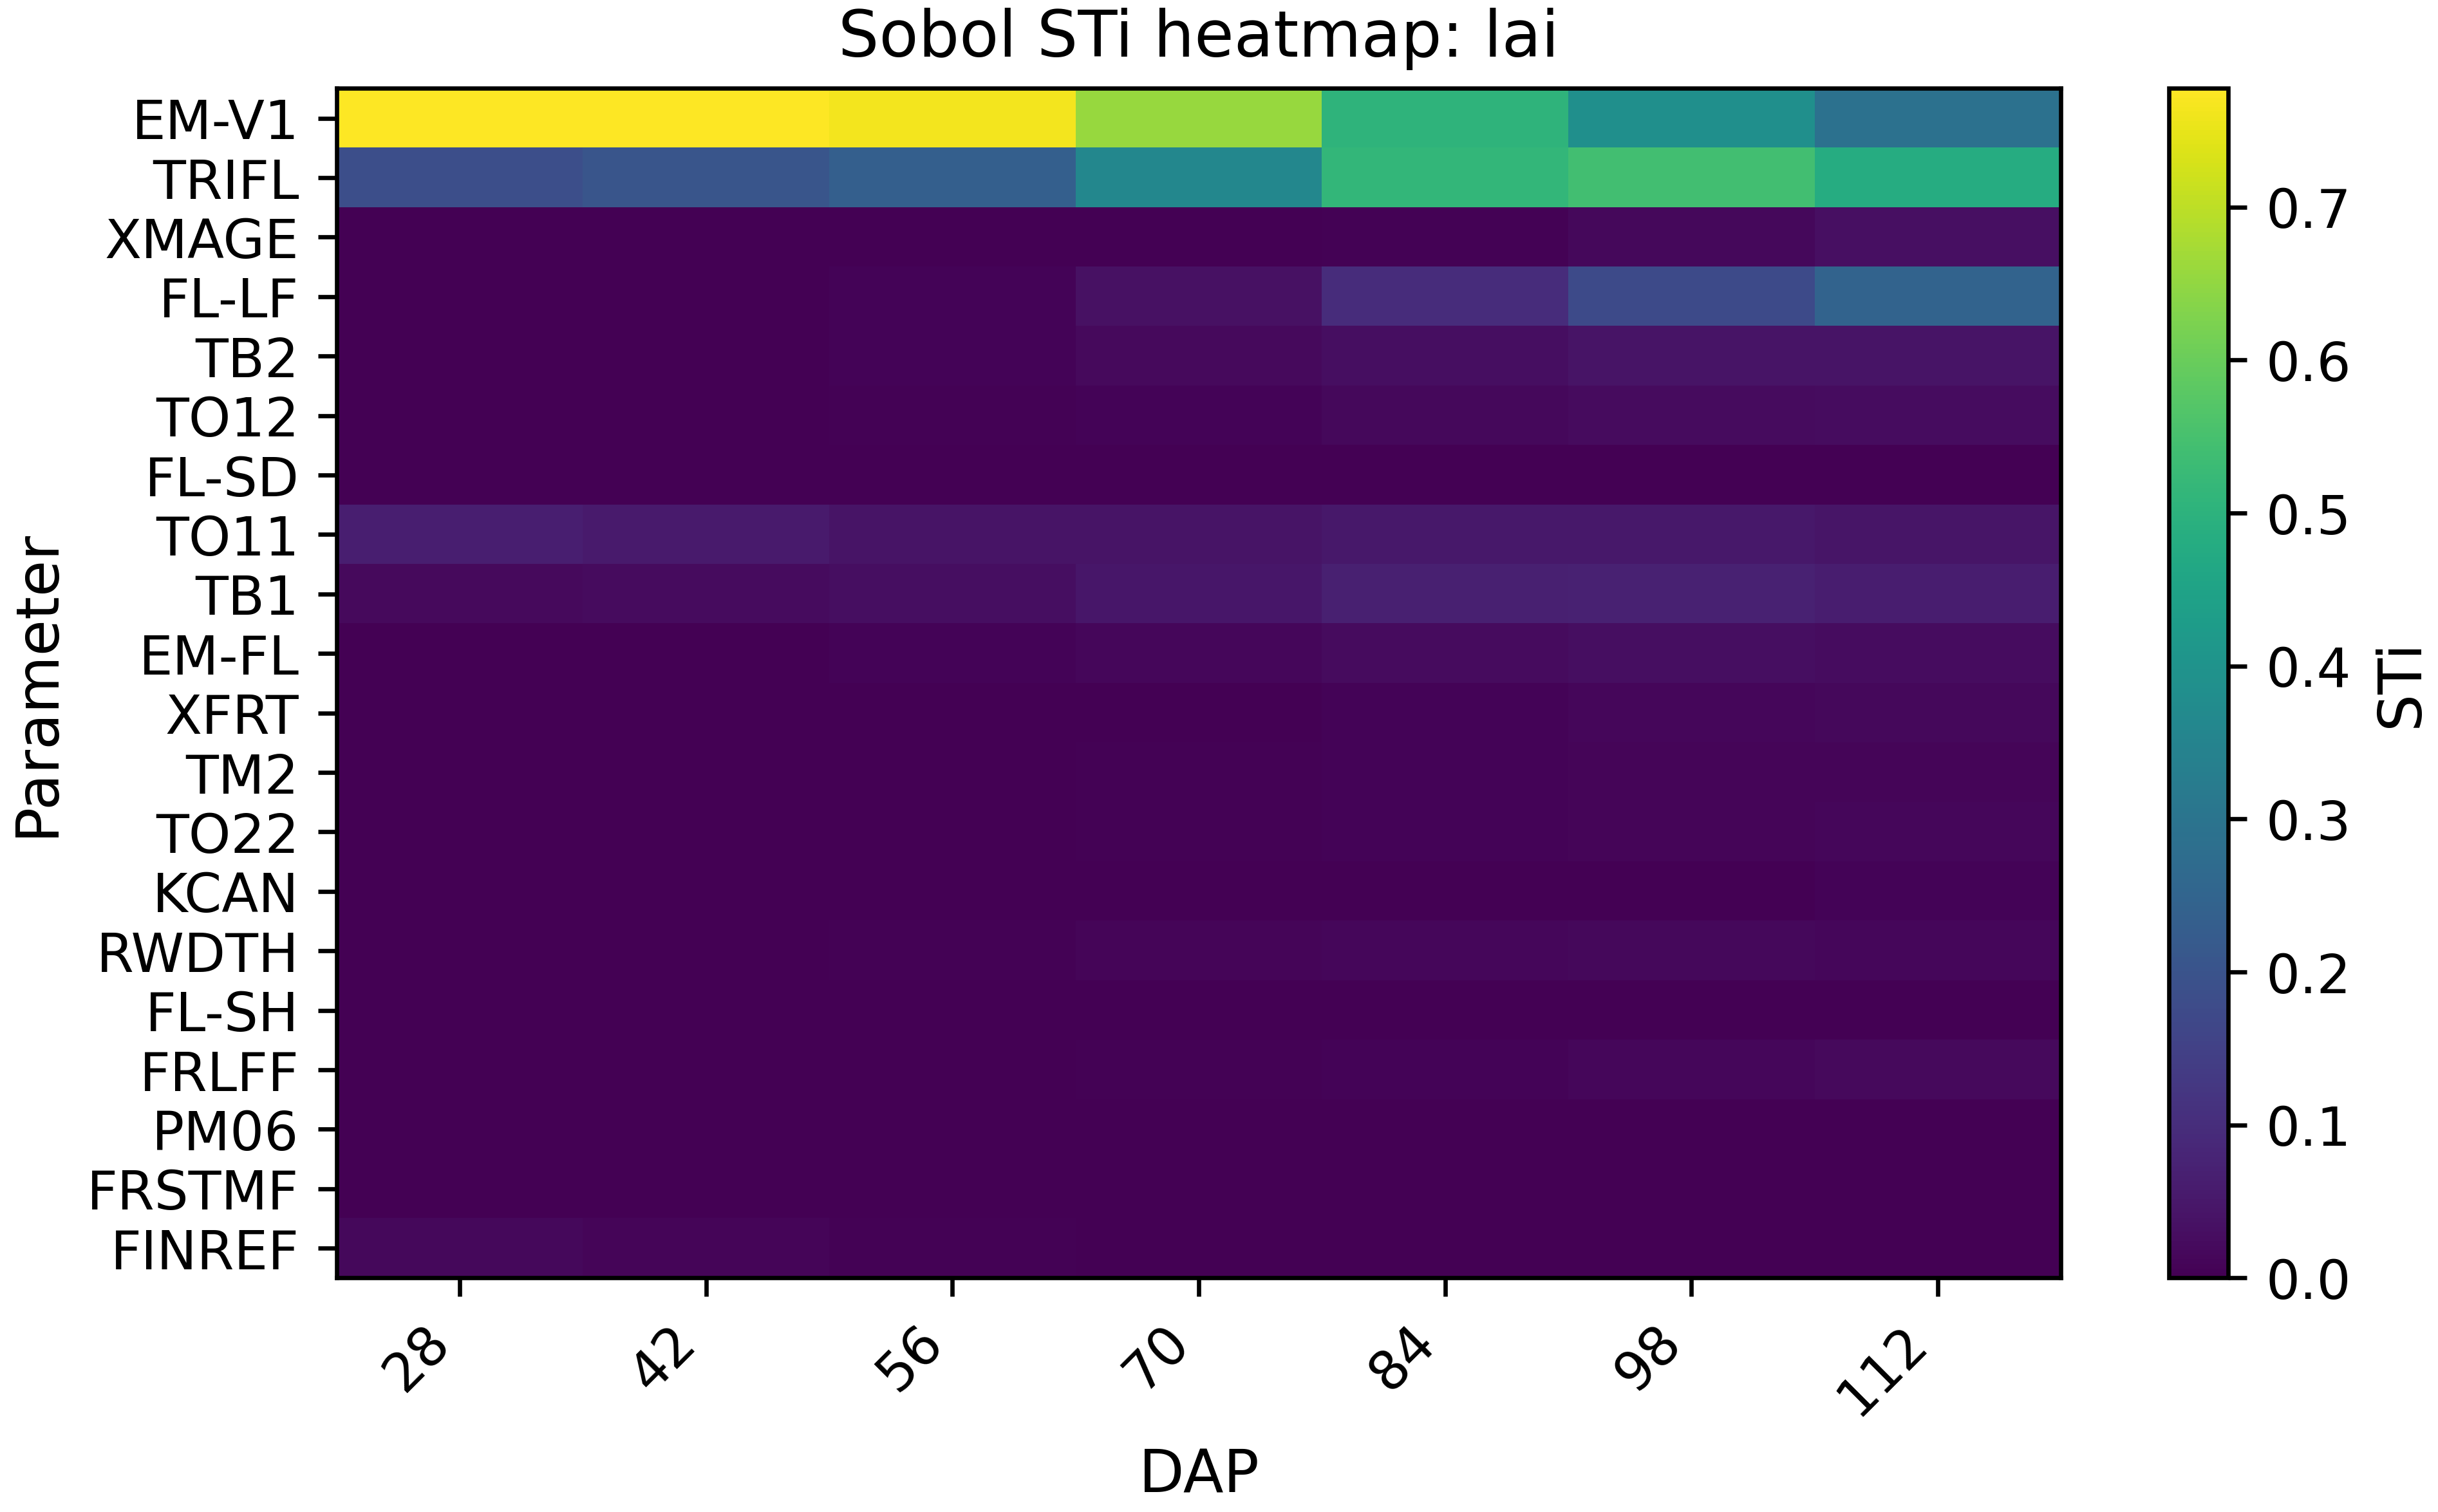 Sobol STi heatmap: lai
Parameter
EM-V1
TRIFL
XMAGE
FL-LF
TB2
TO12
FL-SD
TO11
TB1
EM-FL
XFRT
TM2
TO22
KCAN
RWDTH
FL-SH
FRLFF
PM06
FRSTMF
FINREF
28
42
56
70
84
98
112
DAP
0.7
0.6
0.5
0.4
0.3
0.2
0.1
0.0
STi